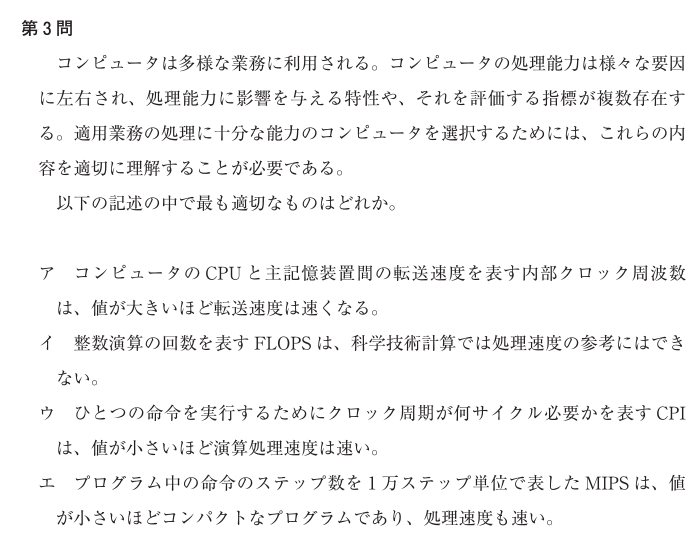 第3問
コンピュータは多様な業務に利用される。コンピュータの処理能力は様々な要因
に左右され、処理能力に影響を与える特性や、それを評価する指標が複数存在す
る。適用業務の処理に十分な能力のコンピュータを選択するためには、これらの内
容を適切に理解することが必要である。
以下の記述の中で最も適切なものはどれか。
ア コンピュータの CPU と主記憶装置間の転送速度を表す内部クロック周波数
は、値が大きいほど転送速度は速くなる。
イ 整数演算の回数を表す FLOPS は、科学技術計算では処理速度の参考にはでき
ない。
ウ ひとつの命令を実行するためにクロック周期が何サイクル必要かを表す CPI
は、値が小さいほど演算処理速度は速い。
エ プログラム中の命令のステップ数を1万ステップ単位で表した MIPS は、値
が小さいほどコンパクトなプログラムであり、処理速度も速い。